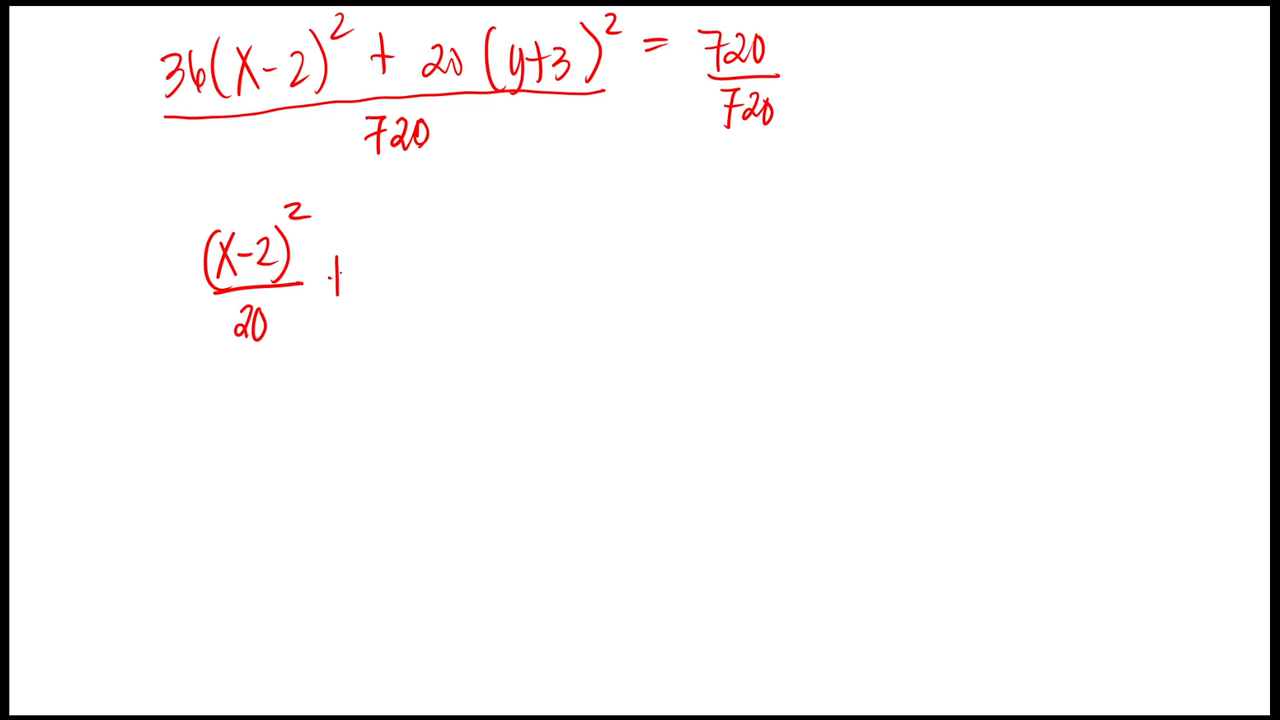 36(x-2)² + 20(y+3)² = 720
720 720
(x-2)² +
20